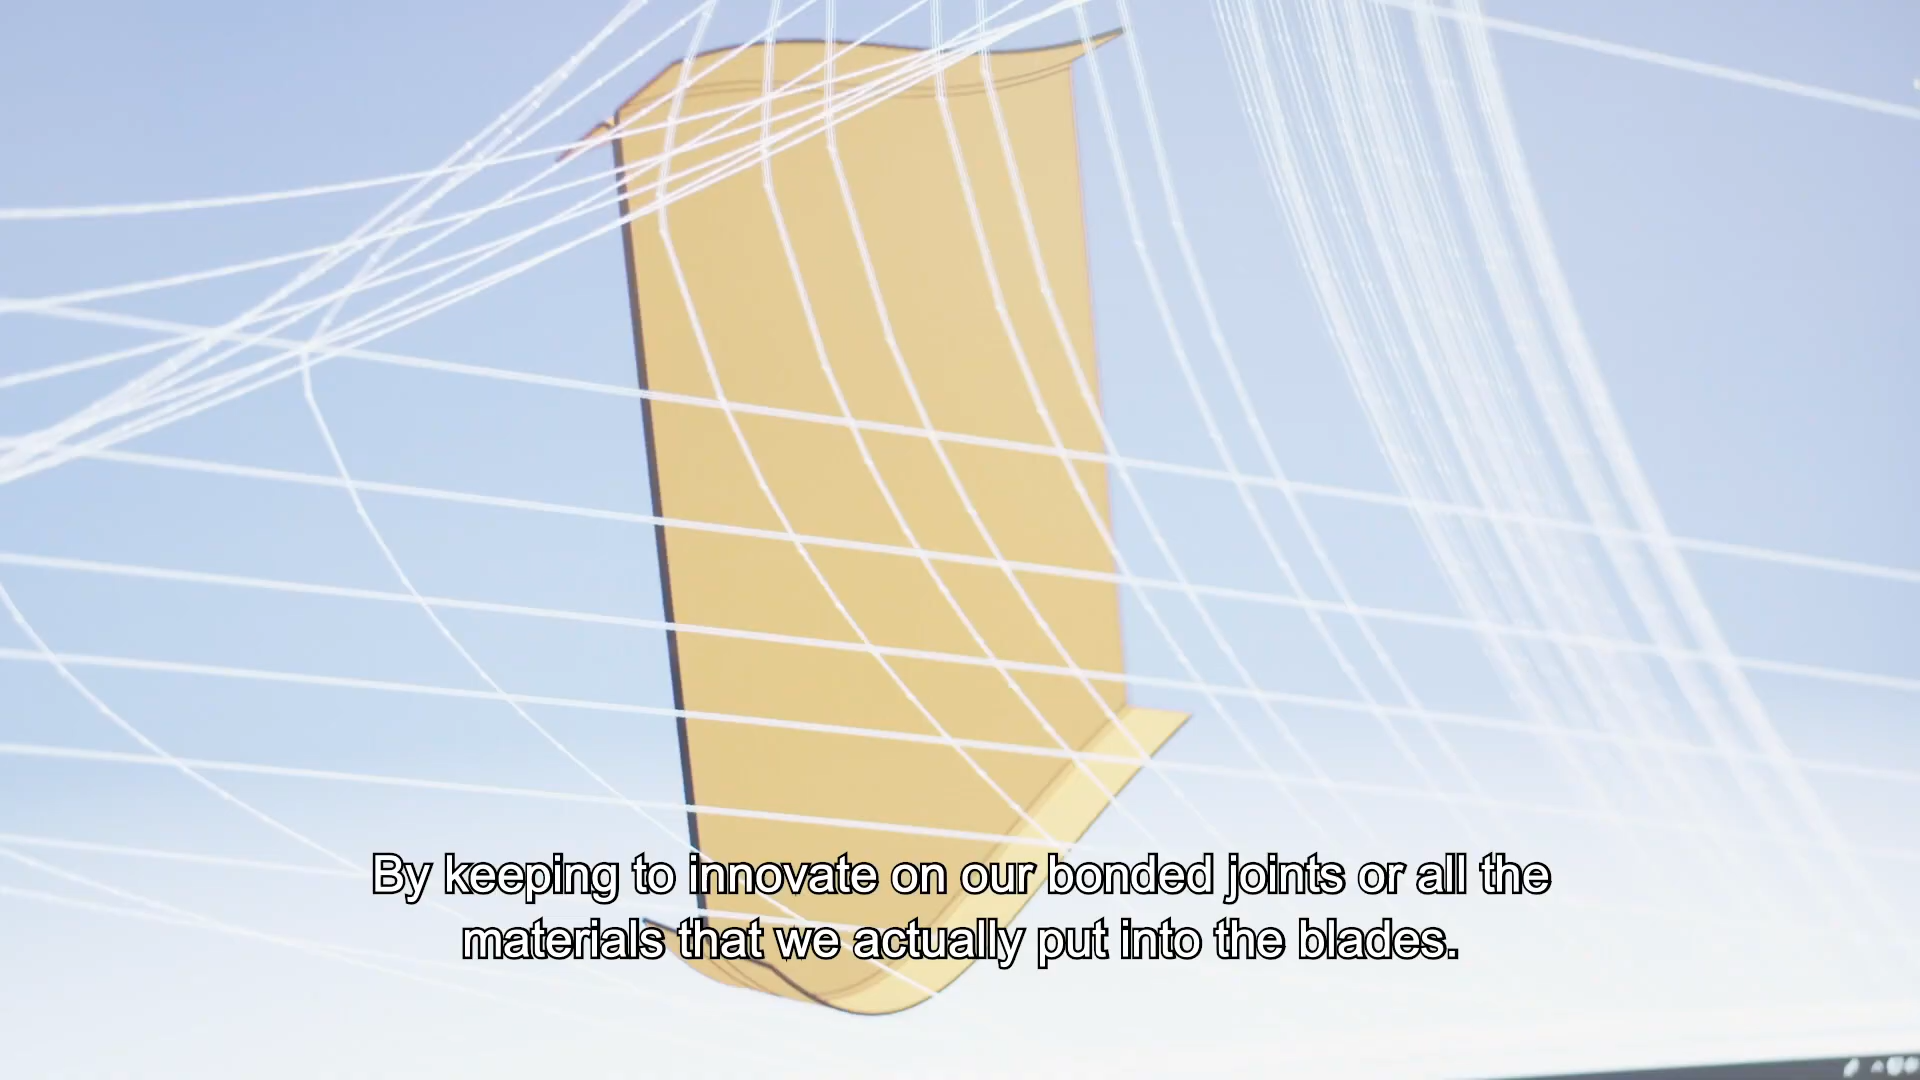 By keeping to innovate on our bonded joints or all the
materials that we actually put into the blades.